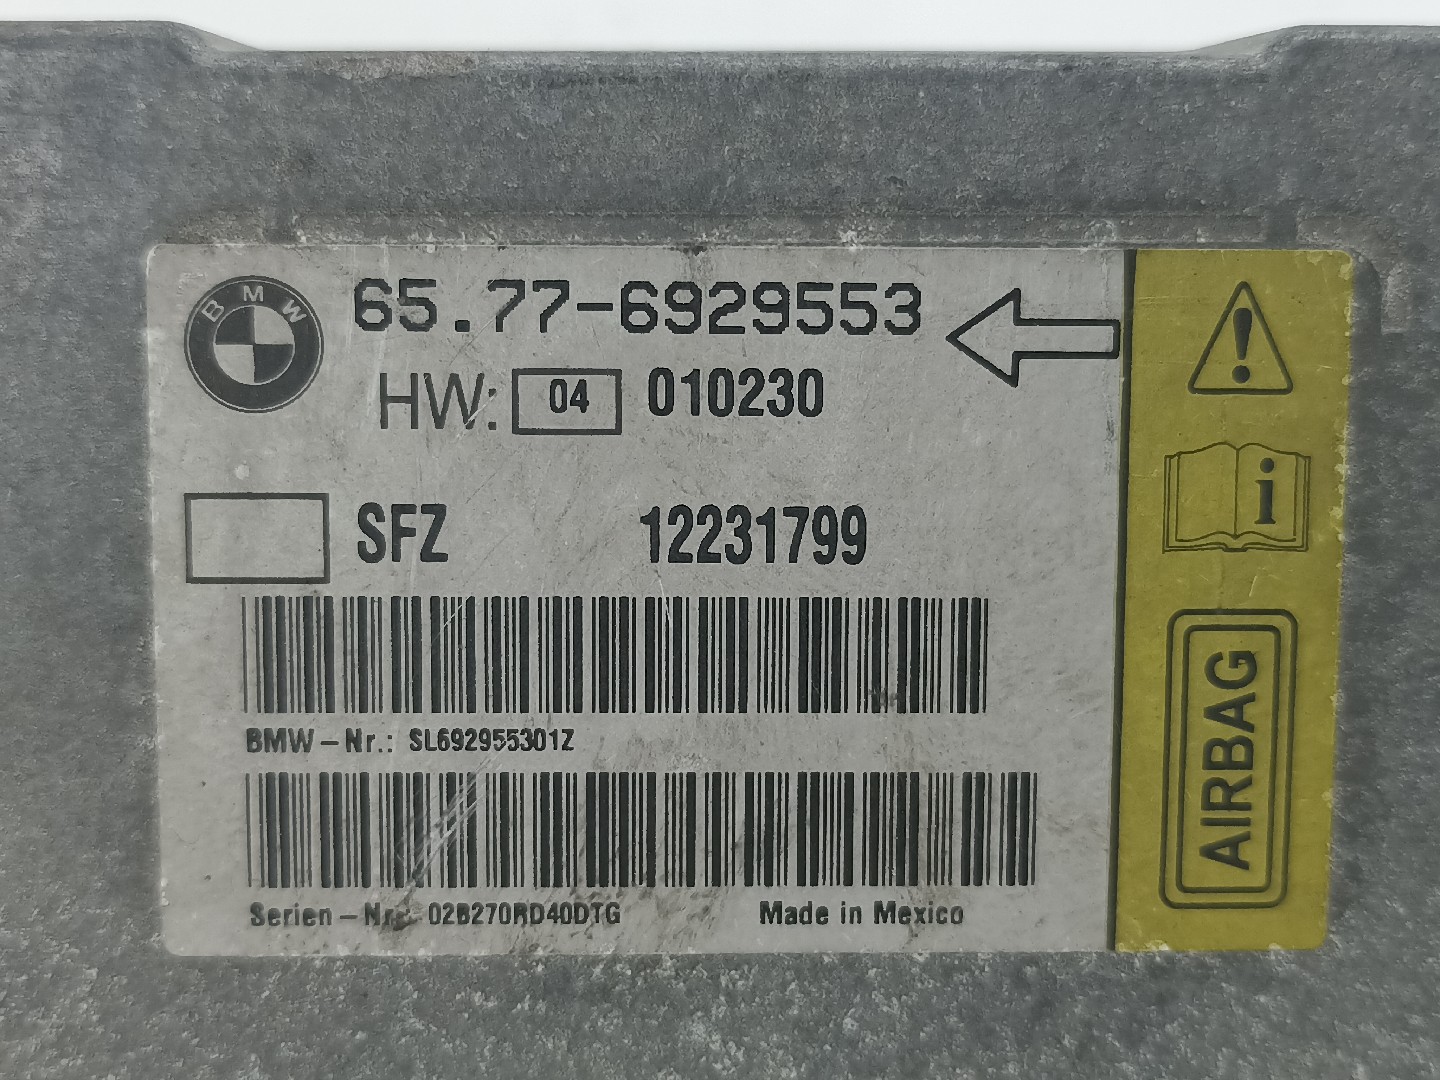 BMW
65.77-6929553
HW: 04 010230
SFZ 12231799
BMW-Nr.: SL692955301Z
Serien-Nr.: 02B270RD40DTG
Made in Mexico
i
AIRBAG